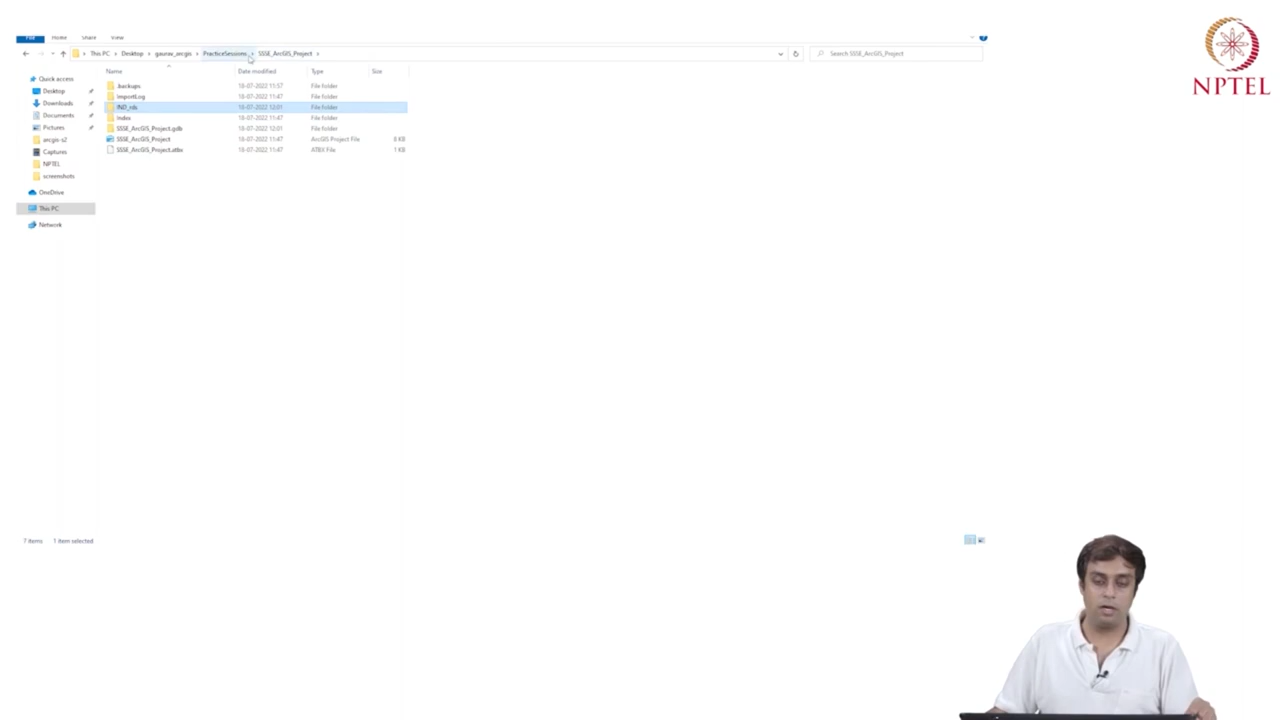 File Home Share View
This PC > Desktop > gaurav_arcgis > PracticeSessions > SSSE_ArcGIS_Project >
Search SSSE_ArcGIS_Project
NPTEL
Name Date modified Type Size
Quick access
Desktop
Downloads
Documents
Pictures
arcgis-s2
Captures
NPTEL
screenshots
OneDrive
This PC
Network
.backups 18-07-2022 11:57 File folder
ImportLog 18-07-2022 11:47 File folder
IND_rds 18-07-2022 12:01 File folder
Index 18-07-2022 11:47 File folder
SSSE_ArcGIS_Project.gdb 18-07-2022 12:01 File folder
SSSE_ArcGIS_Project 18-07-2022 11:47 ArcGIS Project File 8 KB
SSSE_ArcGIS_Project.atbx 18-07-2022 11:47 ATBX File 1 KB
7 items 1 item selected